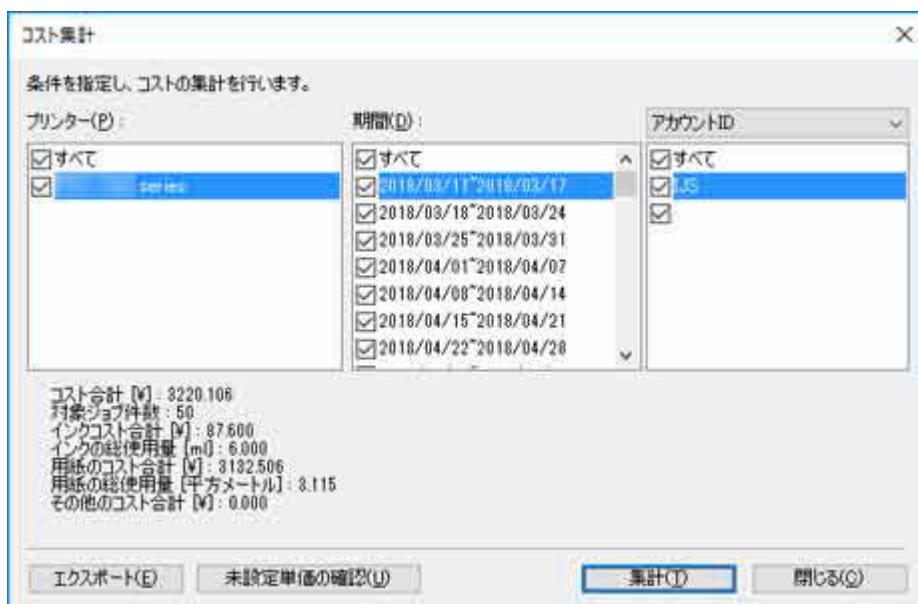 コスト集計
条件を指定し、コストの集計を行います。
プリンター(P) :
すべて
series
期間(D) :
すべて
2018/03/11~2018/03/17
2018/03/18~2018/03/24
2018/03/25~2018/03/31
2018/04/01~2018/04/07
2018/04/08~2018/04/14
2018/04/15~2018/04/21
2018/04/22~2018/04/28
アカウントID
すべて
IJS
コスト合計 [¥] : 3220.106
対象ジョブ件数 : 50
インクコスト合計 [¥] : 87.600
インクの総使用量 [ml] : 6.000
用紙のコスト合計 [¥] : 3132.506
用紙の総使用量 [平方メートル] : 3.115
その他のコスト合計 [¥] : 0.000
エクスポート(E)
未設定単価の確認(U)
集計(T)
閉じる(C)